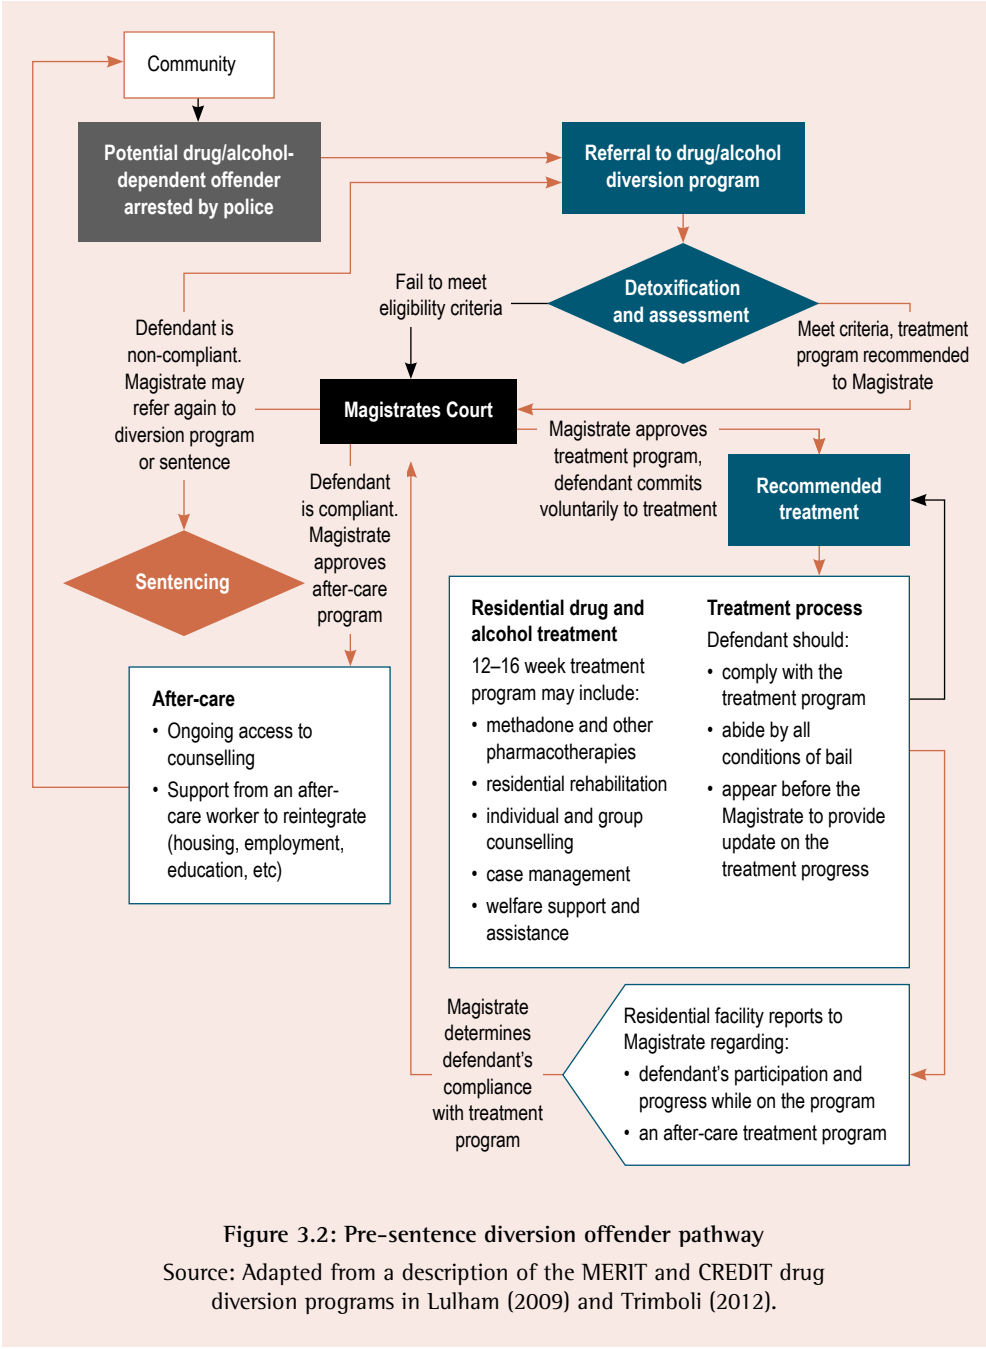 Community
Potential drug/alcohol-
dependent offender
arrested by police
Referral to drug/alcohol
diversion program
Detoxification
and assessment
Fail to meet
eligibility criteria
Meet criteria, treatment
program recommended
to Magistrate
Magistrates Court
Defendant is
non-compliant.
Magistrate may
refer again to
diversion program
or sentence
Magistrate approves
treatment program,
defendant commits
voluntarily to treatment
Recommended
treatment
Defendant
is compliant.
Magistrate
approves
after-care
program
Sentencing
After-care
• Ongoing access to
counselling
• Support from an after-
care worker to reintegrate
(housing, employment,
education, etc)
Residential drug and
alcohol treatment
12–16 week treatment
program may include:
• methadone and other
pharmacotherapies
• residential rehabilitation
• individual and group
counselling
• case management
• welfare support and
assistance
Treatment process
Defendant should:
• comply with the
treatment program
• abide by all
conditions of bail
• appear before the
Magistrate to provide
update on the
treatment progress
Magistrate
determines
defendant's
compliance
with treatment
program
Residential facility reports to
Magistrate regarding:
• defendant's participation and
progress while on the program
• an after-care treatment program
Figure 3.2: Pre-sentence diversion offender pathway
Source: Adapted from a description of the MERIT and CREDIT drug
diversion programs in Lulham (2009) and Trimboli (2012).